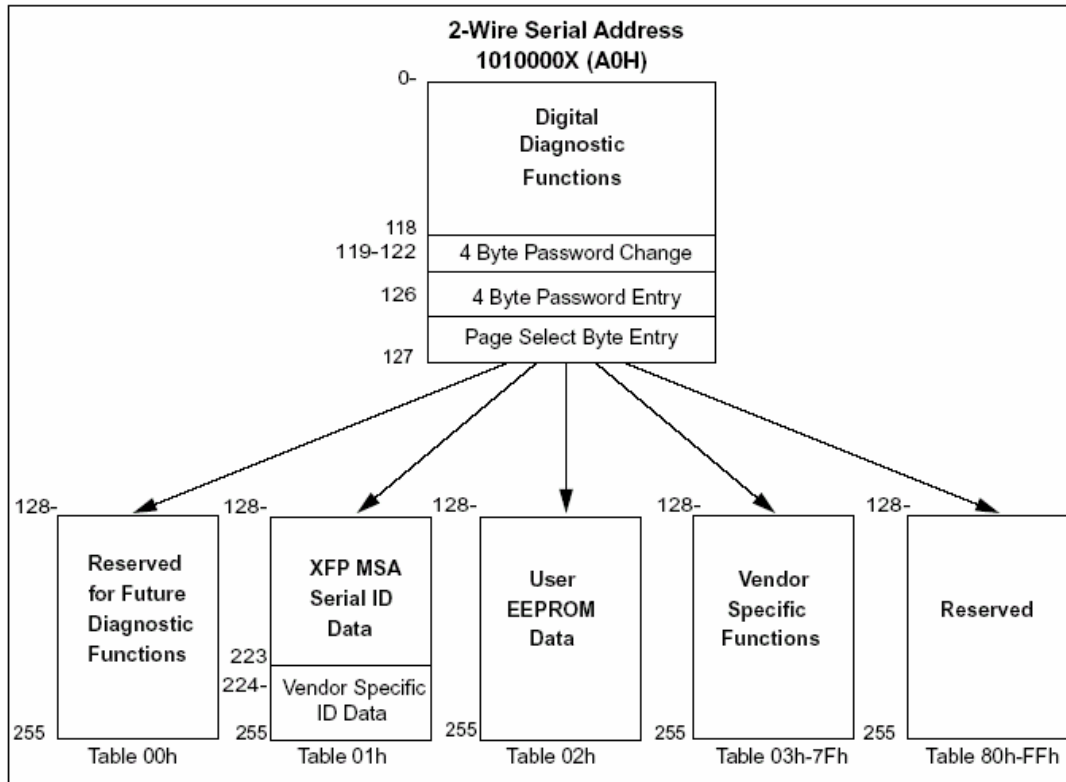 2-Wire Serial Address
1010000X (A0H)
0-
Digital
Diagnostic
Functions
118
119-122
4 Byte Password Change
126
4 Byte Password Entry
Page Select Byte Entry
127
128-
Reserved
for Future
Diagnostic
Functions
255
Table 00h
128-
XFP MSA
Serial ID
Data
223
224-
Vendor Specific
ID Data
255
Table 01h
128-
User
EEPROM
Data
255
Table 02h
128-
Vendor
Specific
Functions
255
Table 03h-7Fh
128-
Reserved
255
Table 80h-FFh